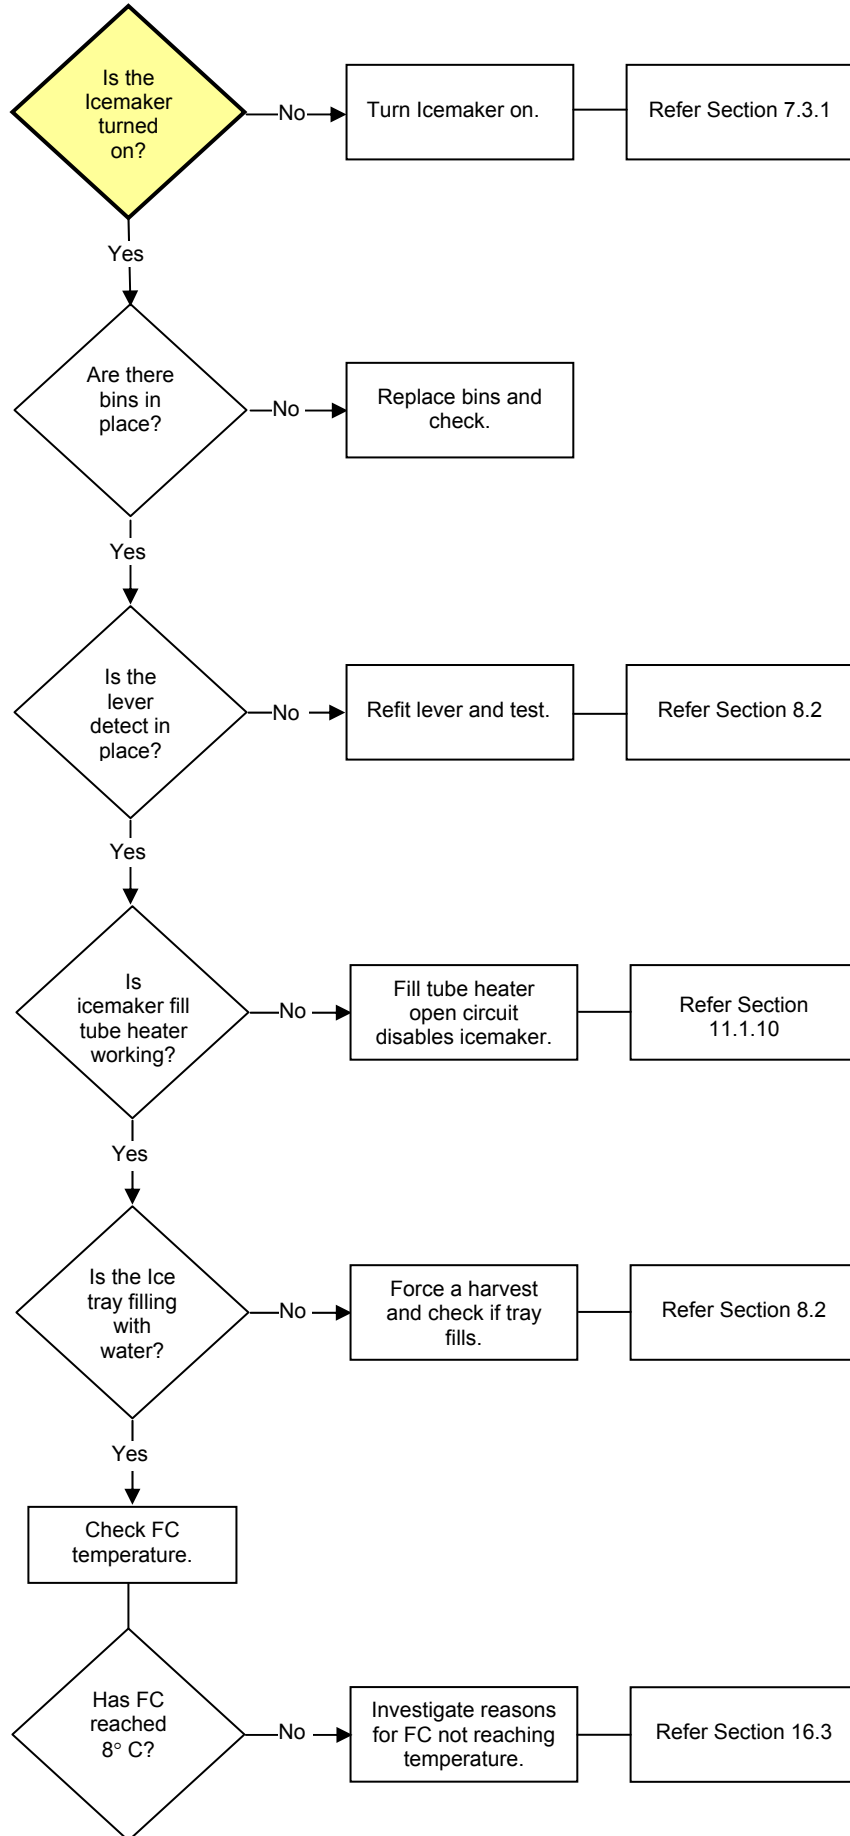 Is the
Icemaker
turned
on?
No
Turn Icemaker on.
Refer Section 7.3.1
Yes
Are there
bins in
place?
No
Replace bins and
check.
Yes
Is the
lever
detect in
place?
No
Refit lever and test.
Refer Section 8.2
Yes
Is
icemaker fill
tube heater
working?
No
Fill tube heater
open circuit
disables icemaker.
Refer Section
11.1.10
Yes
Is the Ice
tray filling
with
water?
No
Force a harvest
and check if tray
fills.
Refer Section 8.2
Yes
Check FC
temperature.
Has FC
reached
8° C?
No
Investigate reasons
for FC not reaching
temperature.
Refer Section 16.3